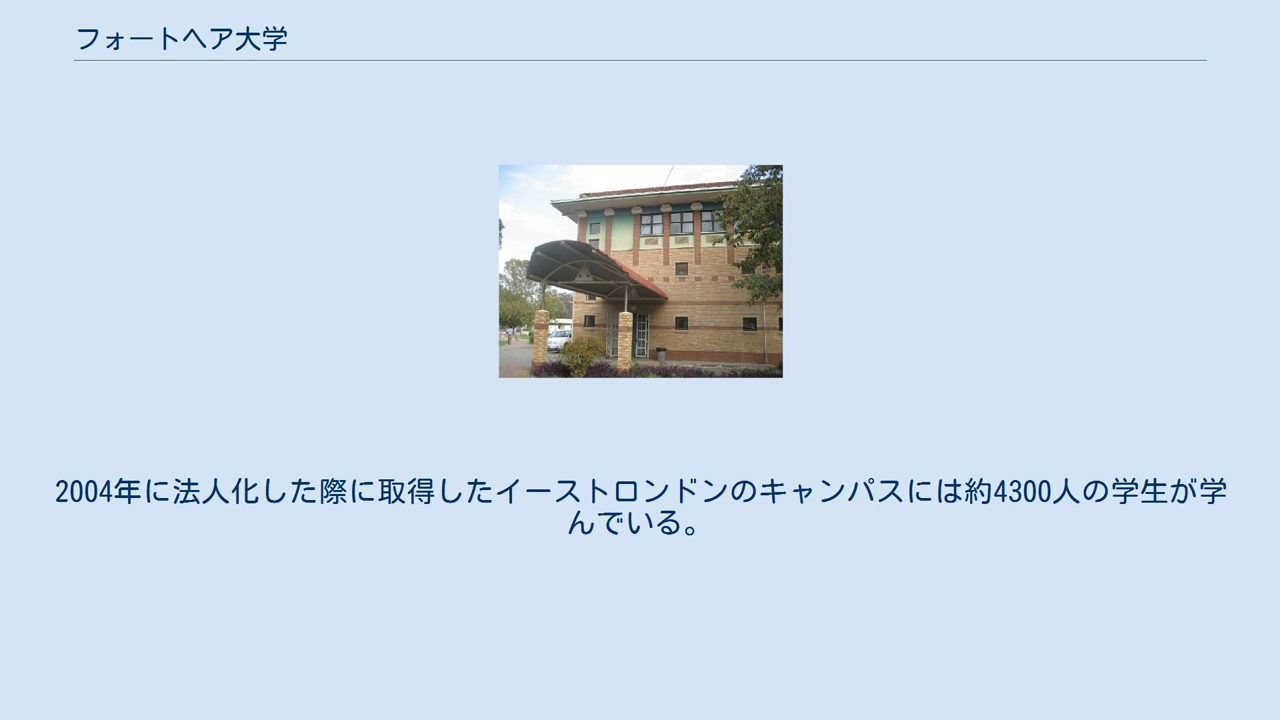 フォートヘア大学
2004年に法人化した際に取得したイーストロンドンのキャンパスには約4300人の学生が学
んでいる。